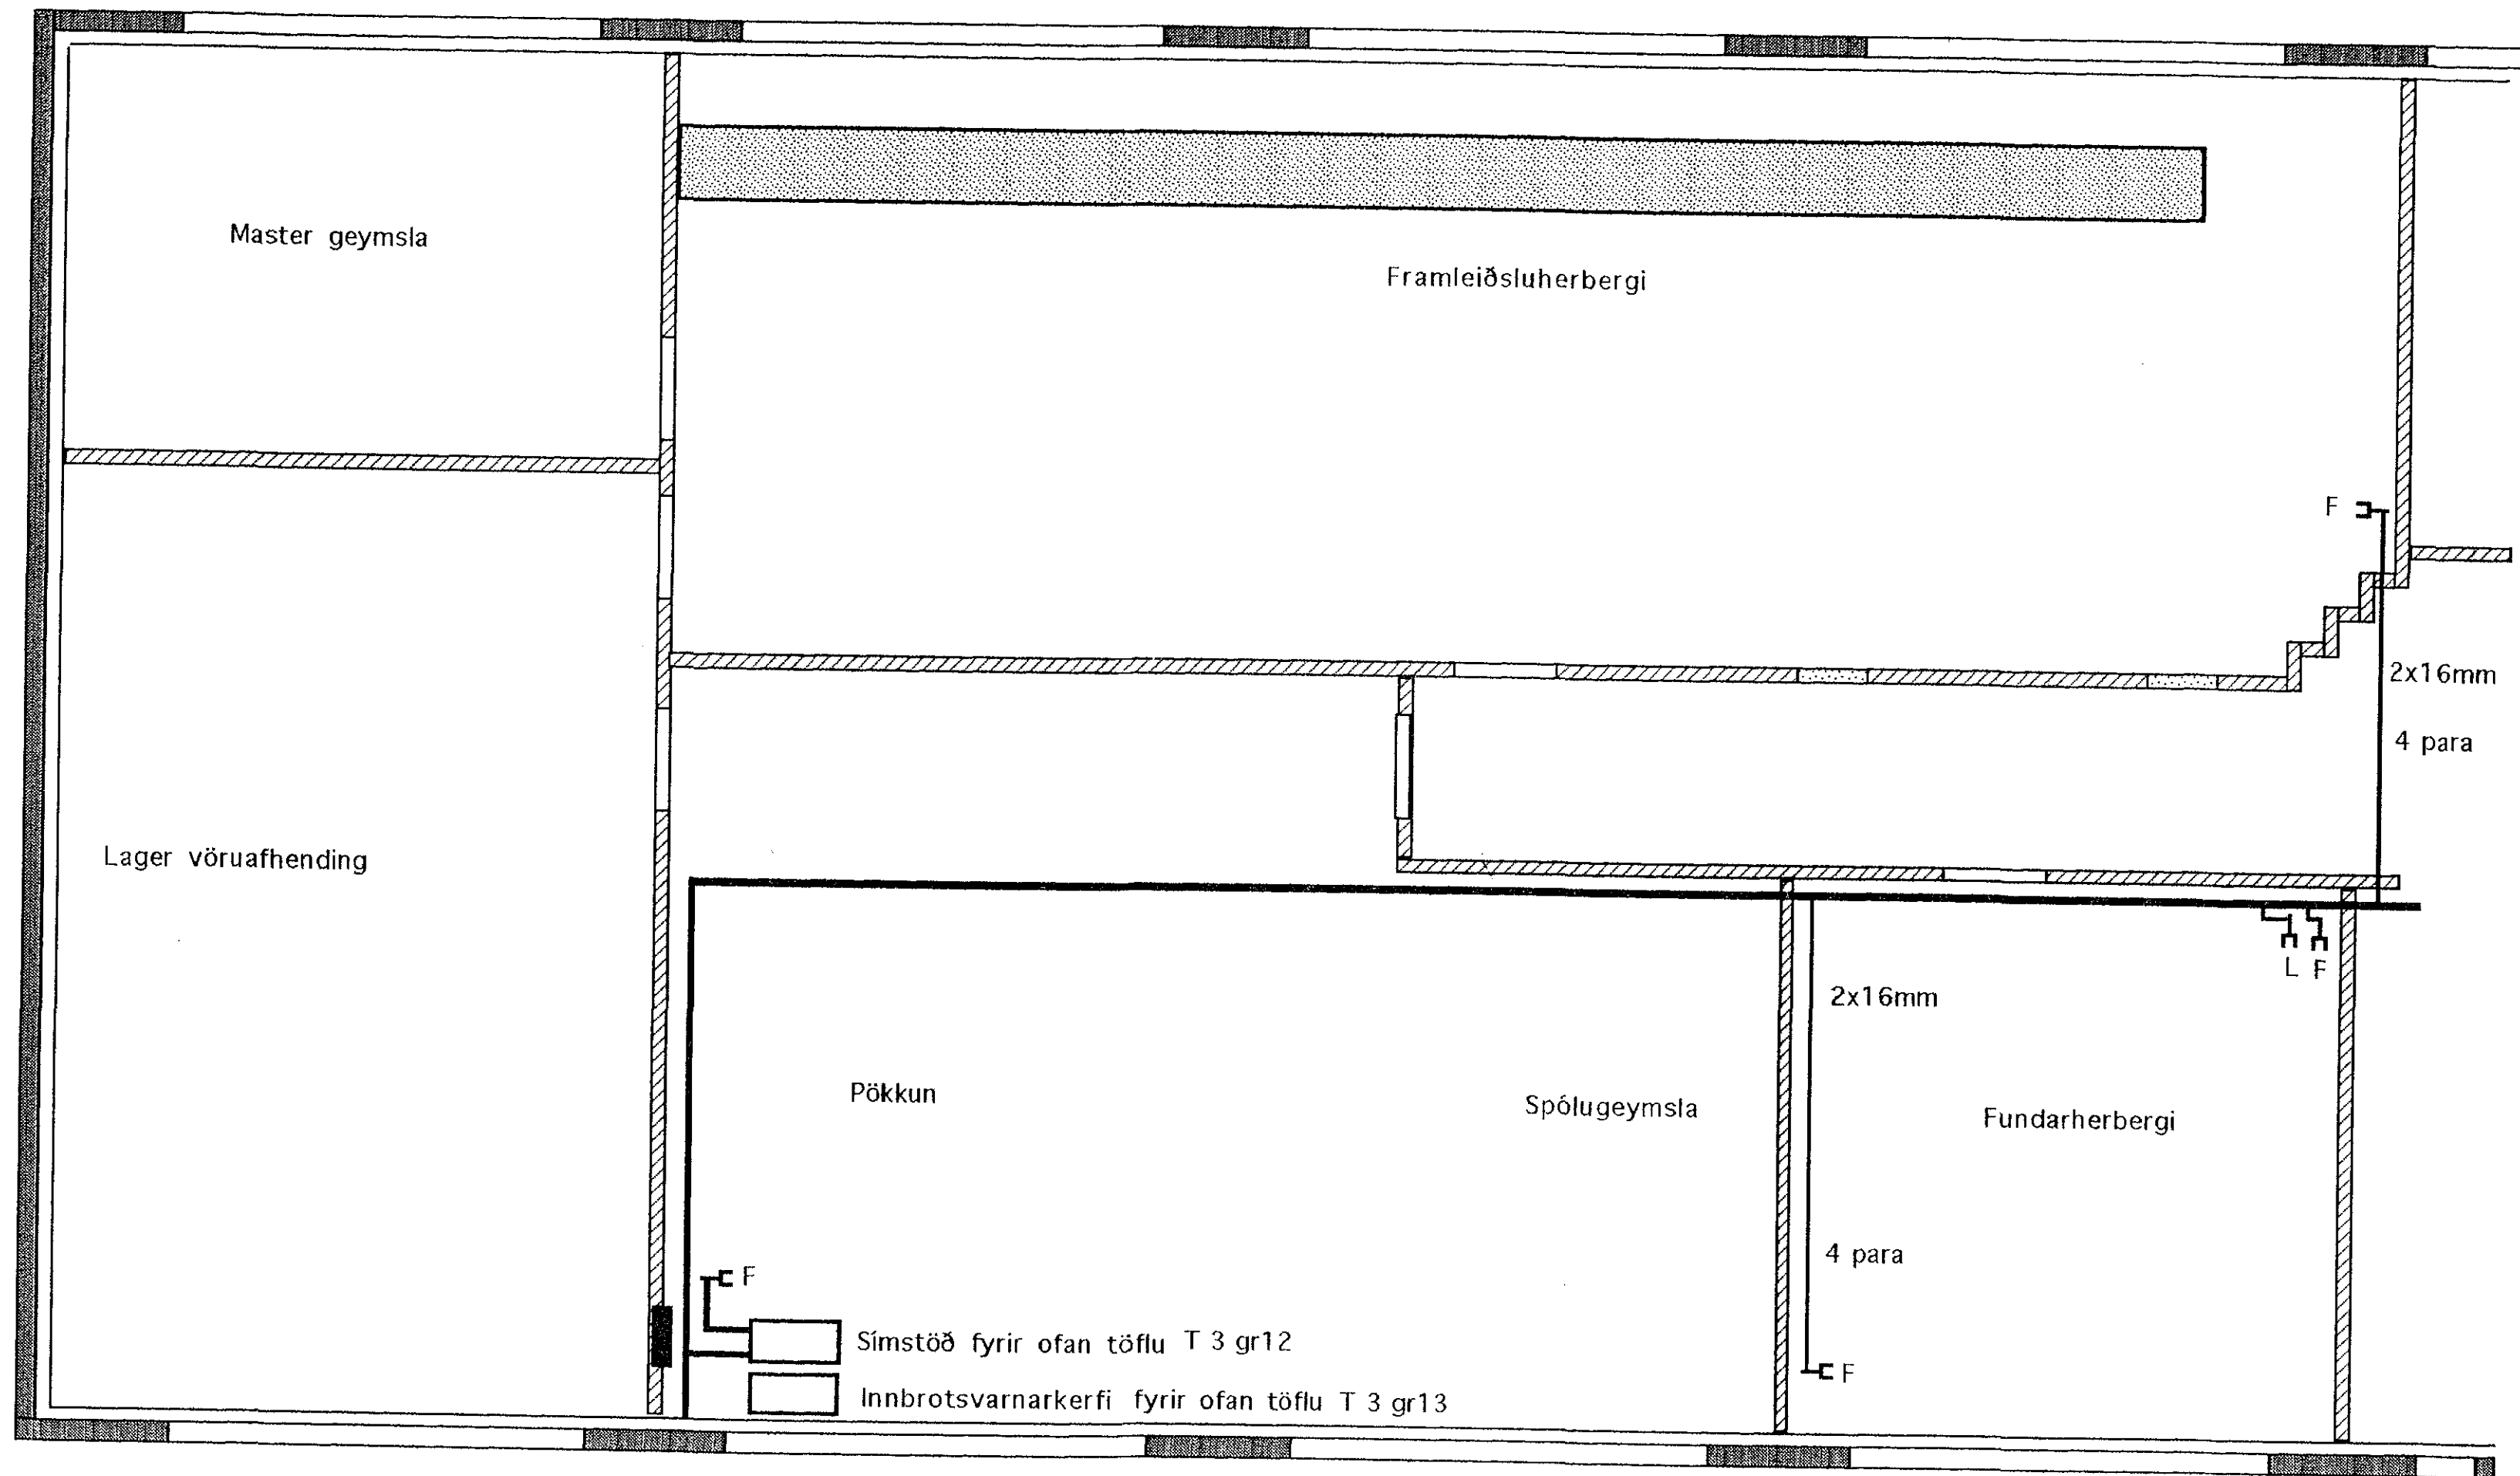 Master geymsla
Framleiðsluherbergi
F
2x16mm
4 para
Lager vöruafhending
L F
2x16mm
Pökkun
Spólugeymsla
Fundarherbergi
4 para
F
Símstöð fyrir ofan töflu T 3 gr12
F
Innbrotsvarnarkerfi fyrir ofan töflu T 3 gr13